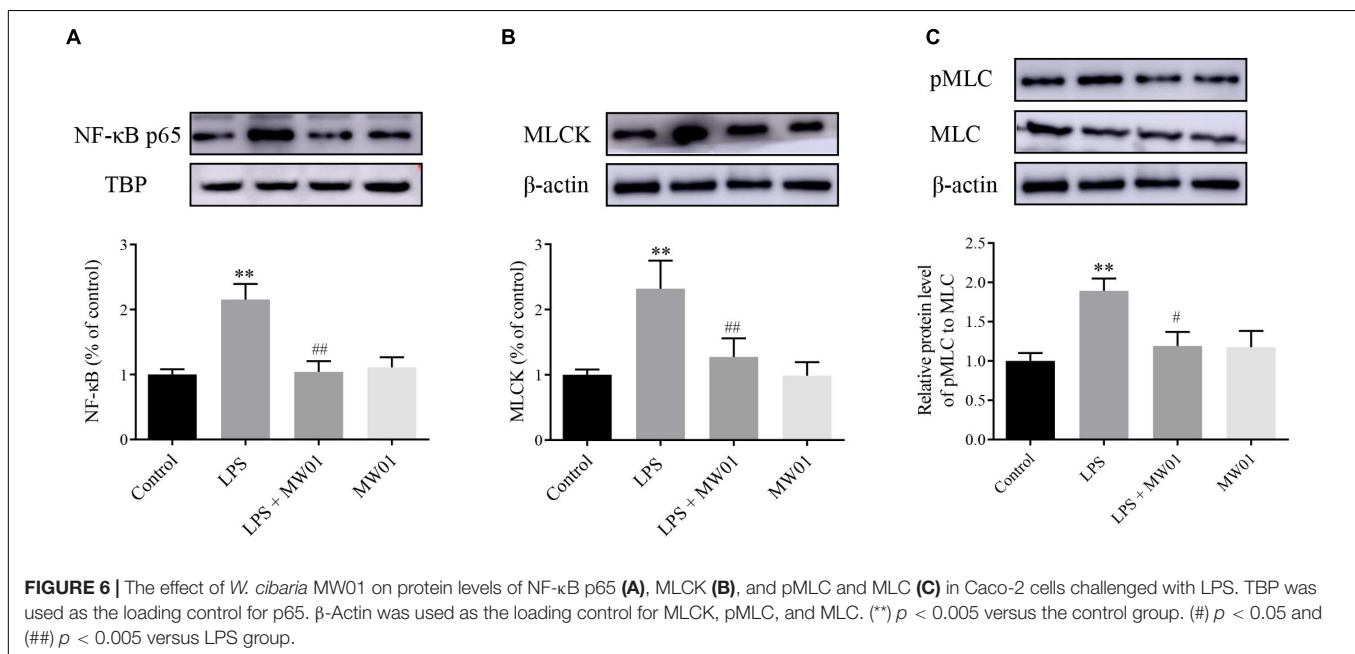 A
NF-κB p65
TBP
NF-κB (% of control)
3
2
1
0
**
##
Control
LPS
LPS + MW01
MW01
B
MLCK
β-actin
MLCK (% of control)
3
2
1
0
**
##
Control
LPS
LPS + MW01
MW01
C
pMLC
MLC
β-actin
Relative protein level
of pMLC to MLC
2.5
2.0
1.5
1.0
0.5
0.0
**
#
Control
LPS
LPS + MW01
MW01
FIGURE 6 | The effect of W. cibaria MW01 on protein levels of NF-κB p65 (A), MLCK (B), and pMLC and MLC (C) in Caco-2 cells challenged with LPS. TBP was
used as the loading control for p65. β-Actin was used as the loading control for MLCK, pMLC, and MLC. (**) p < 0.005 versus the control group. (#) p < 0.05 and
(##) p < 0.005 versus LPS group.